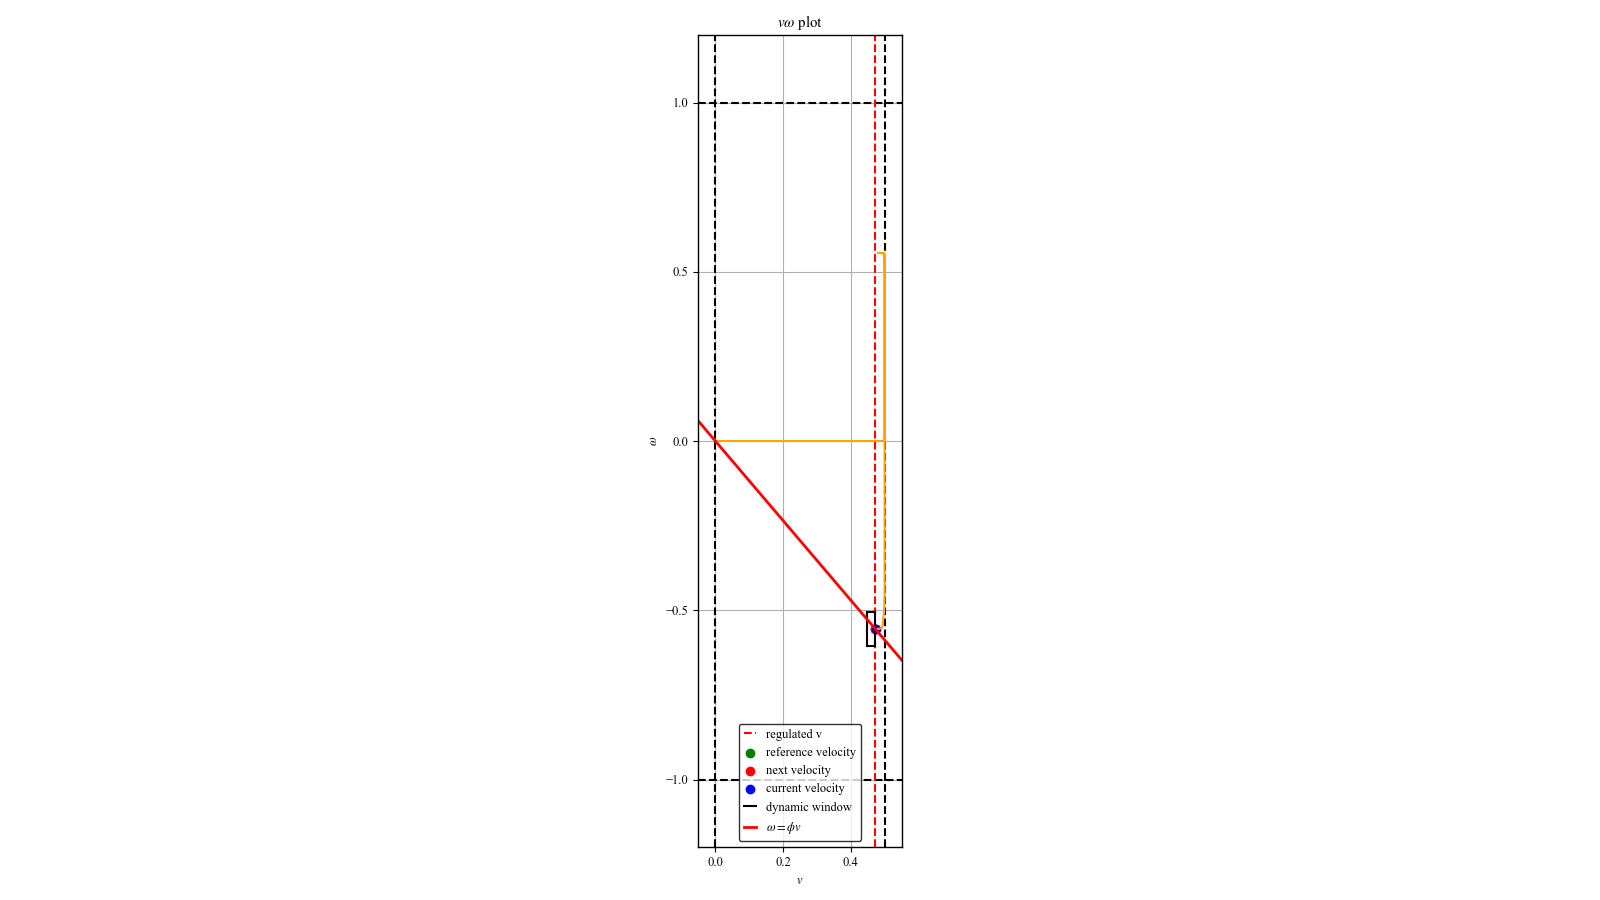 vω plot
1.0
0.5
0.0
−0.5
−1.0
ω
regulated v
reference velocity
next velocity
current velocity
dynamic window
ω = ϕv
0.0 0.2 0.4
v